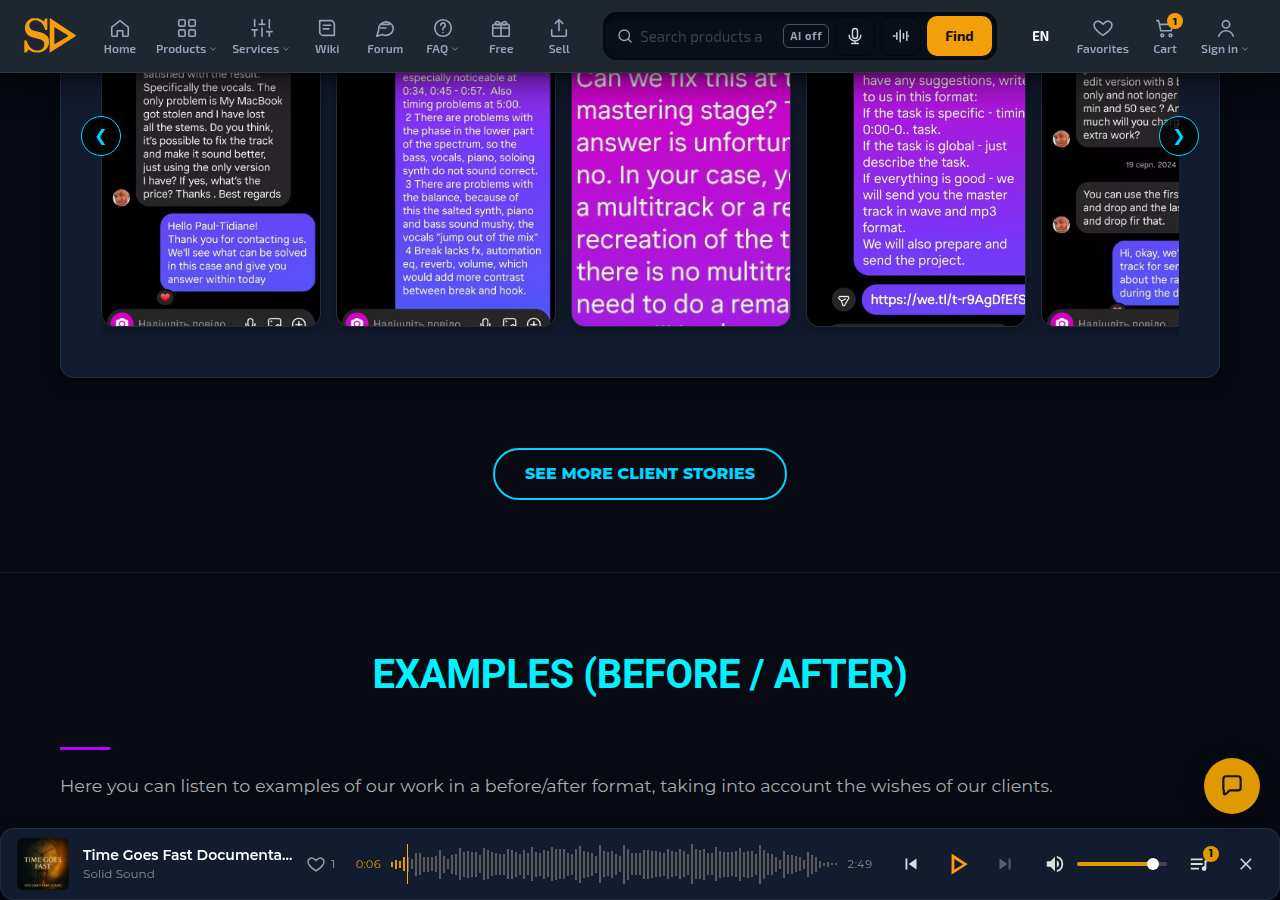 Home
Products
Services
Wiki
Forum
FAQ
Free
Sell
Search products a
AI off
Find
EN
Favorites
1
Cart
Sign in
satisfied with the result.
Specifically the vocals. The
only problem is My MacBook
got stolen and I have lost
all the stems. Do you think,
it's possible to fix the track
and make it sound better,
just using the only version
I have? If yes, what's the
price? Thanks . Best regards
Hello Paul-Tidiane!
Thank you for contacting us.
We'll see what can be solved
in this case and give you
answer within today
Надішліть повідо
especially noticeable at
0:34, 0:45 - 0:57. Also
timing problems at 5:00.
2 There are problems with
the phase in the lower part
of the spectrum, so the
bass, vocals, piano, soloing
synth do not sound correct.
3 There are problems with
the balance, because of
this the salted synth, piano
and bass sound mushy, the
vocals "jump out of the mix"
4 Break lacks fx, automation
eq, reverb, volume, which
would add more contrast
between break and hook.
Надішліть повідо
Can we fix this at t
mastering stage? T
answer is unfortun
no. In your case, y
a multitrack or a re
recreation of the t
there is no multitra
need to do a rema
have any suggestions, write
to us in this format:
If the task is specific - timin
0:00-0.. task.
If the task is global - just
describe the task.
If everything is good - we
will send you the master
track in wave and mp3
format.
We will also prepare and
send the project.
https://we.tl/t-r9AgDfEfS
edit version with 8 b
only and not longer
min and 50 sec ? An
much will you char
extra work?
19 серп. 2024
You can use the firs
and drop and the las
and drop fir that.
Hi, okay, we'
track for ser
about the ra
during the d
Надішліть повідо
SEE MORE CLIENT STORIES
EXAMPLES (BEFORE / AFTER)
Here you can listen to examples of our work in a before/after format, taking into account the wishes of our clients.
TIME GOES
FAST
Time Goes Fast Documenta...
Solid Sound
1
0:06
2:49
1